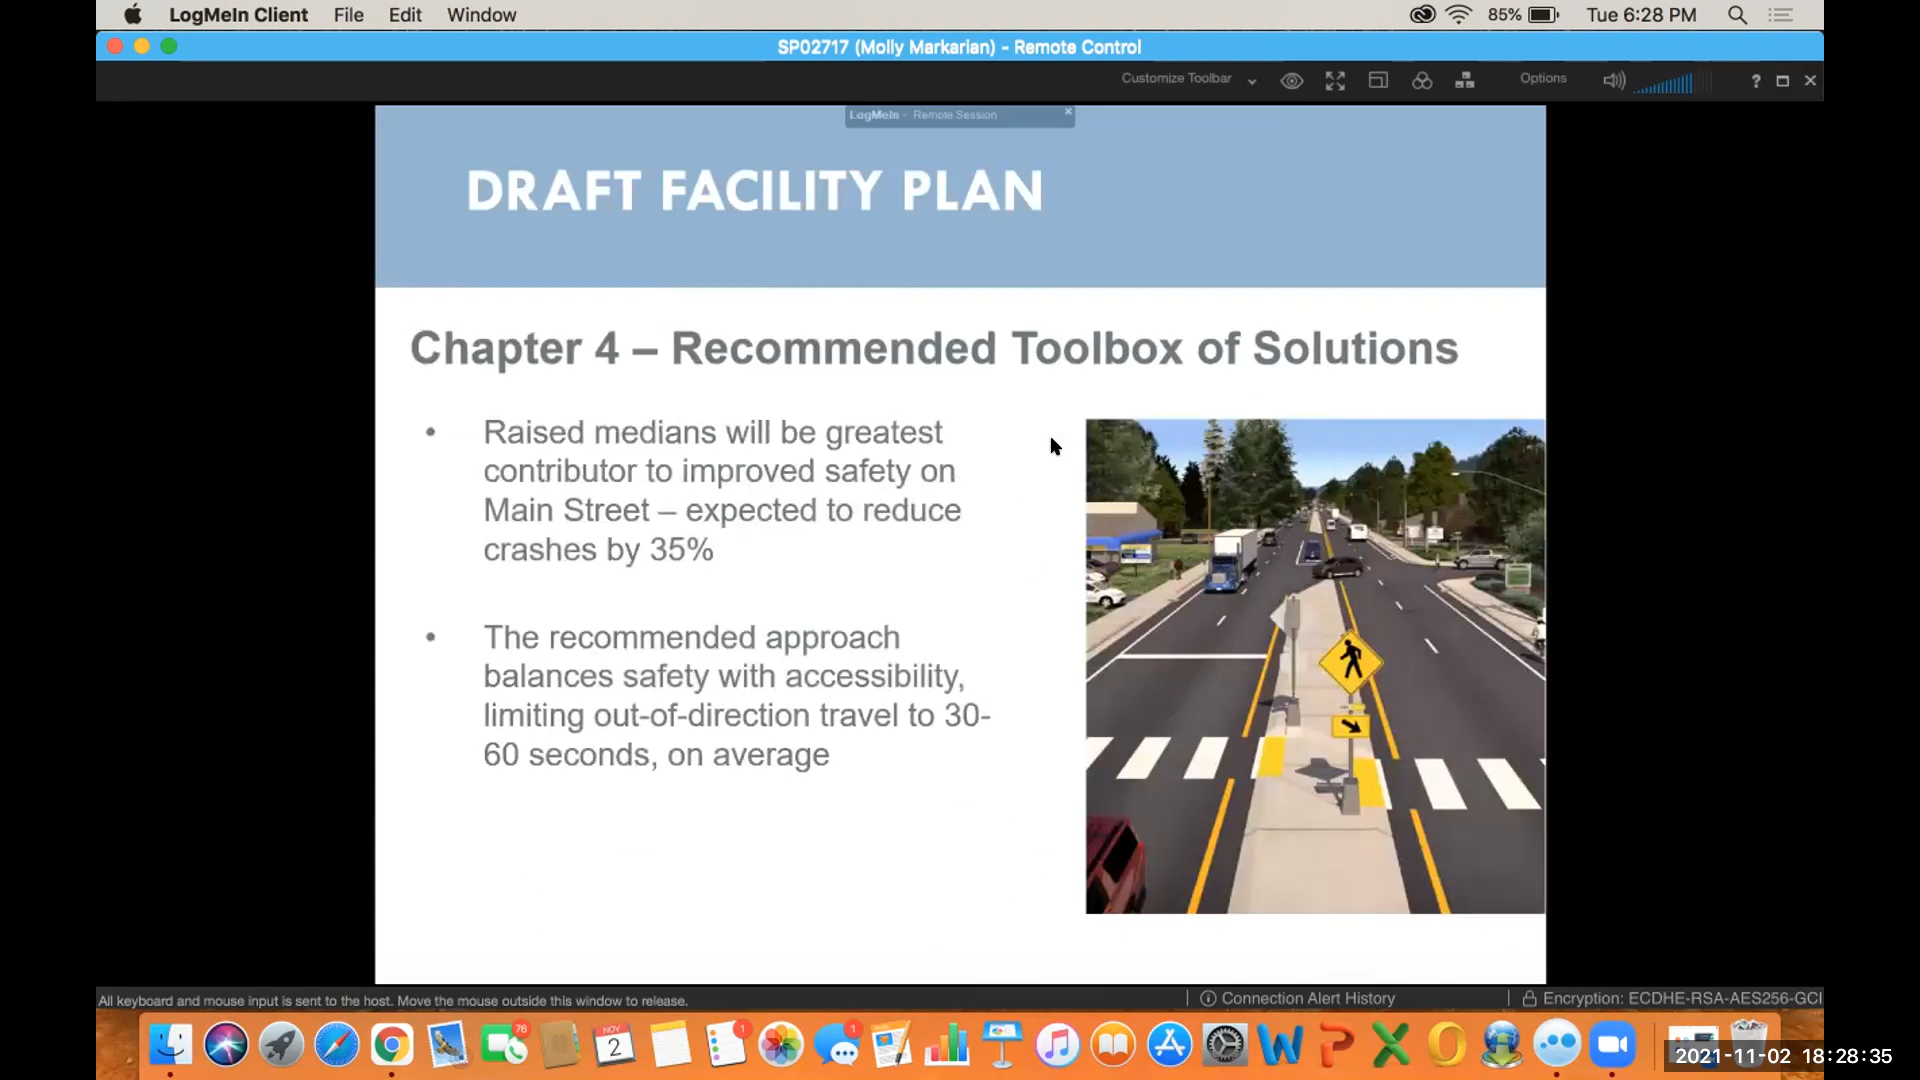 LogMeIn Client File Edit Window 85% Tue 6:28 PM
SP02717 (Molly Markarian) - Remote Control
Customize Toolbar Options ?
LogMeIn - Remote Session
DRAFT FACILITY PLAN
Chapter 4 – Recommended Toolbox of Solutions
• Raised medians will be greatest
contributor to improved safety on
Main Street – expected to reduce
crashes by 35%
• The recommended approach
balances safety with accessibility,
limiting out-of-direction travel to 30-
60 seconds, on average
All keyboard and mouse input is sent to the host. Move the mouse outside this window to release.
Connection Alert History
Encryption: ECDHE-RSA-AES256-GCI
76
NOV
2
1
1
2021-11-02 18:28:35